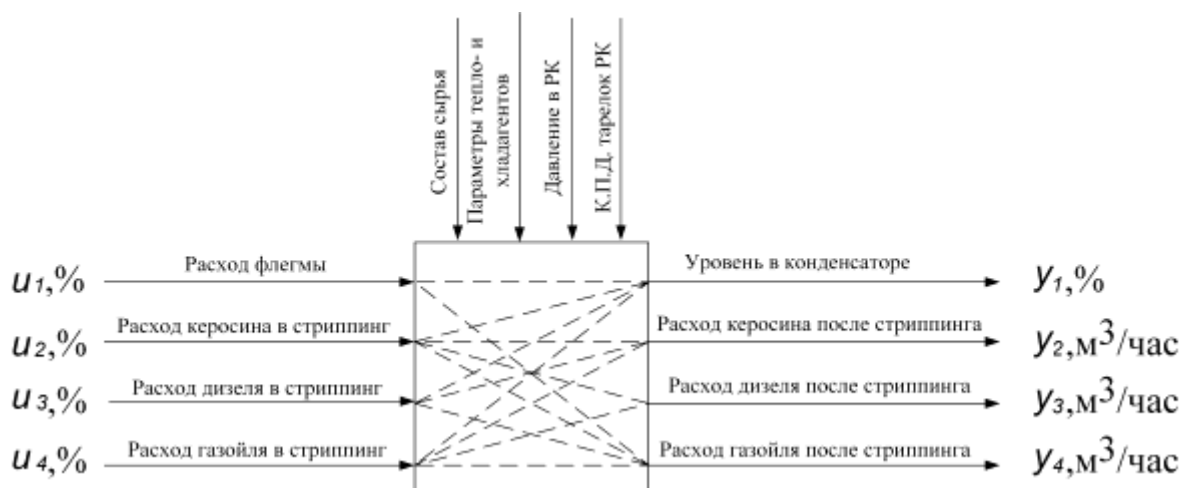 Состав сырья
Параметры тепло- и
хладагентов
Давление в РК
К.П.Д. тарелок РК
u1,%
Расход флегмы
Уровень в конденсаторе
y1,%
u2,%
Расход керосина в стриппинг
Расход керосина после стриппинга
y2,м³/час
u3,%
Расход дизеля в стриппинг
Расход дизеля после стриппинга
y3,м³/час
u4,%
Расход газойля в стриппинг
Расход газойля после стриппинга
y4,м³/час